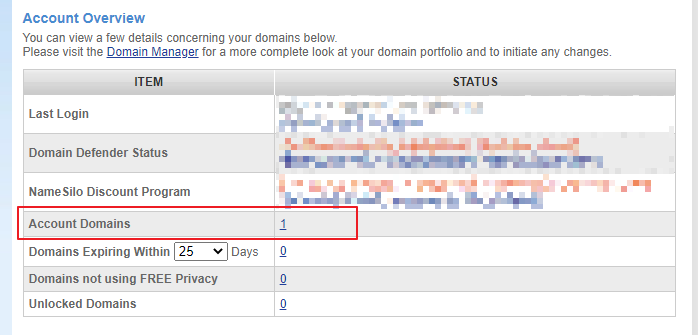 Account Overview
You can view a few details concerning your domains below.
Please visit the Domain Manager for a more complete look at your domain portfolio and to initiate any changes.
ITEM STATUS
Last Login
Domain Defender Status
NameSilo Discount Program
Account Domains 1
Domains Expiring Within 25 Days 0
Domains not using FREE Privacy 0
Unlocked Domains 0